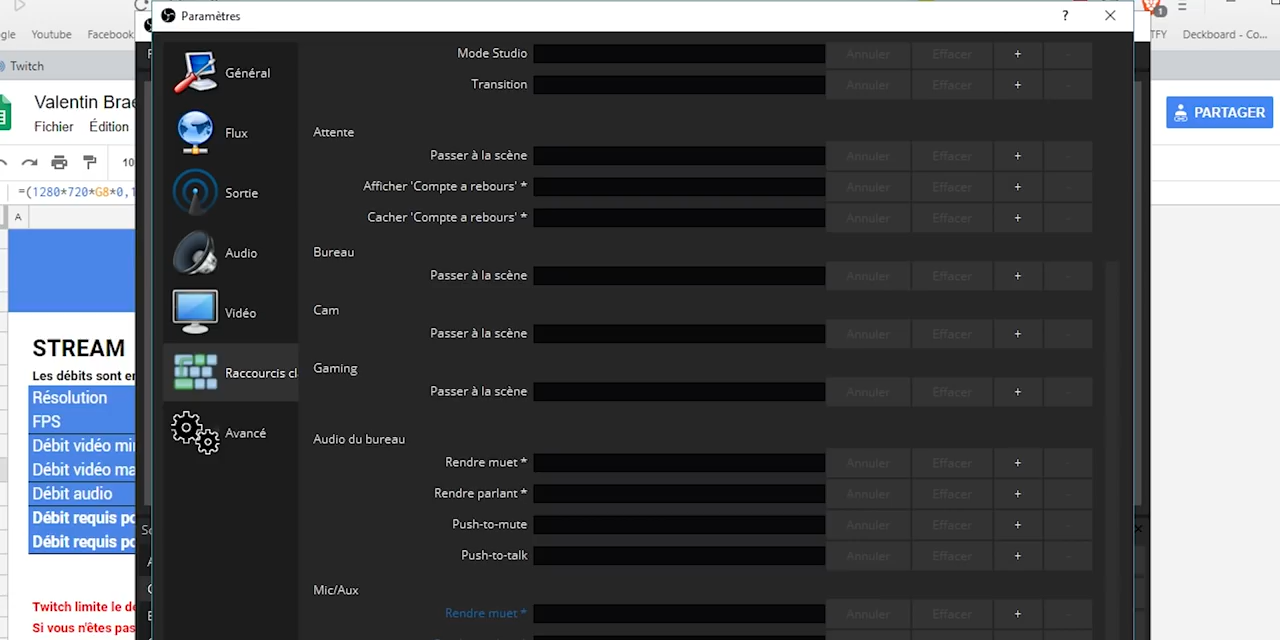 Paramètres
?
Youtube
Facebook
Deckboard - Co...
Twitch
Valentin Brae
Fichier Édition
PARTAGER
=(1280*720*G8*0,1
A
STREAM
Les débits sont en
Résolution
FPS
Débit vidéo min
Débit vidéo ma
Débit audio
Débit requis po
Débit requis po
Twitch limite le dé
Si vous n'êtes pas
Général
Flux
Sortie
Audio
Vidéo
Raccourcis cl
Avancé
Mode Studio Annuler Effacer + -
Transition Annuler Effacer + -
Attente
Passer à la scène Annuler Effacer + -
Afficher 'Compte a rebours' * Annuler Effacer + -
Cacher 'Compte a rebours' * Annuler Effacer + -
Bureau
Passer à la scène Annuler Effacer + -
Cam
Passer à la scène Annuler Effacer + -
Gaming
Passer à la scène Annuler Effacer + -
Audio du bureau
Rendre muet * Annuler Effacer + -
Rendre parlant * Annuler Effacer + -
Push-to-mute Annuler Effacer + -
Push-to-talk Annuler Effacer + -
Mic/Aux
Rendre muet * Annuler Effacer + -